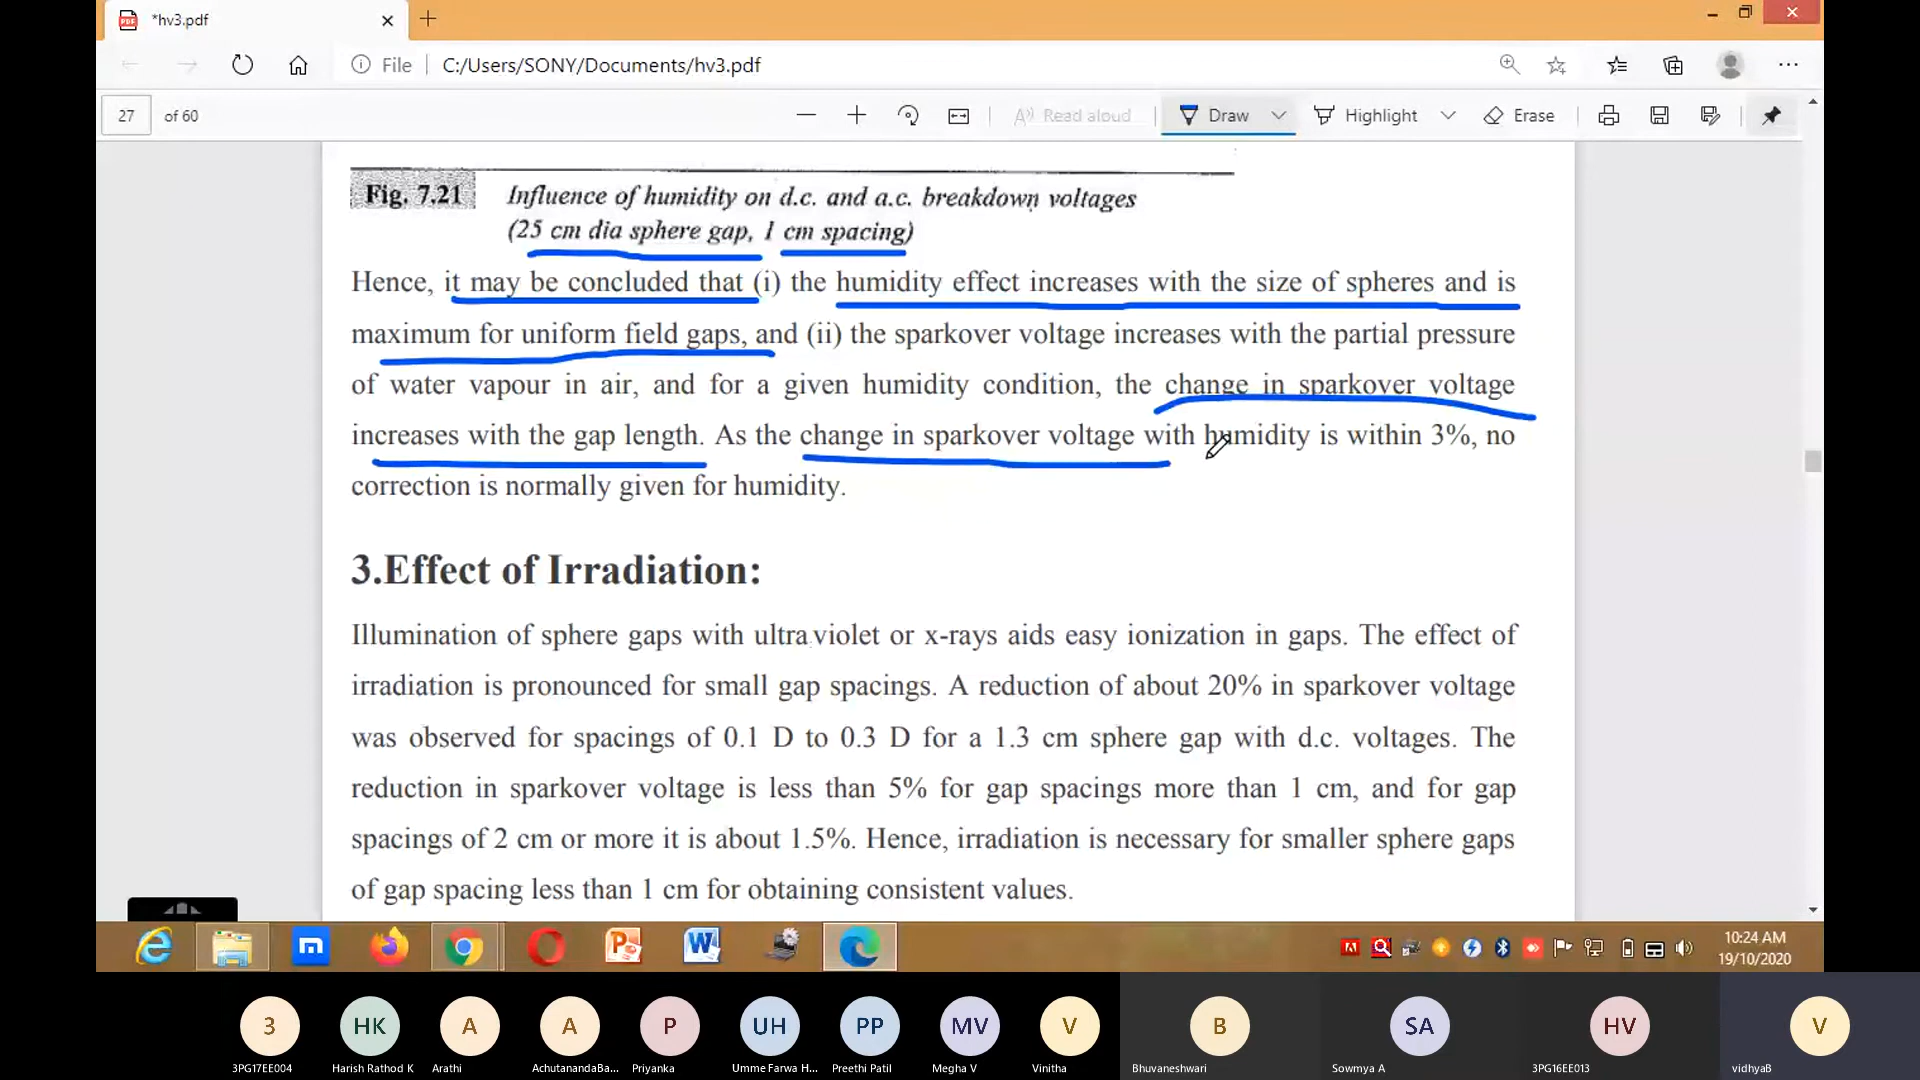 *hv3.pdf
File
C:/Users/SONY/Documents/hv3.pdf
27 of 60
Read aloud
Draw
Highlight
Erase
Fig. 7.21 Influence of humidity on d.c. and a.c. breakdown voltages
(25 cm dia sphere gap, 1 cm spacing)
Hence, it may be concluded that (i) the humidity effect increases with the size of spheres and is
maximum for uniform field gaps, and (ii) the sparkover voltage increases with the partial pressure
of water vapour in air, and for a given humidity condition, the change in sparkover voltage
increases with the gap length. As the change in sparkover voltage with humidity is within 3%, no
correction is normally given for humidity.
3.Effect of Irradiation:
Illumination of sphere gaps with ultra violet or x-rays aids easy ionization in gaps. The effect of
irradiation is pronounced for small gap spacings. A reduction of about 20% in sparkover voltage
was observed for spacings of 0.1 D to 0.3 D for a 1.3 cm sphere gap with d.c. voltages. The
reduction in sparkover voltage is less than 5% for gap spacings more than 1 cm, and for gap
spacings of 2 cm or more it is about 1.5%. Hence, irradiation is necessary for smaller sphere gaps
of gap spacing less than 1 cm for obtaining consistent values.
10:24 AM
19/10/2020
3 HK A A P UH PP MV V B SA HV V
3PG17EE004 Harish Rathod K Arathi AchutanandaBa... Priyanka Umme Farwa H... Preethi Patil Megha V Vinitha Bhuvaneshwari Sowmya A 3PG16EE013 vidhyaB